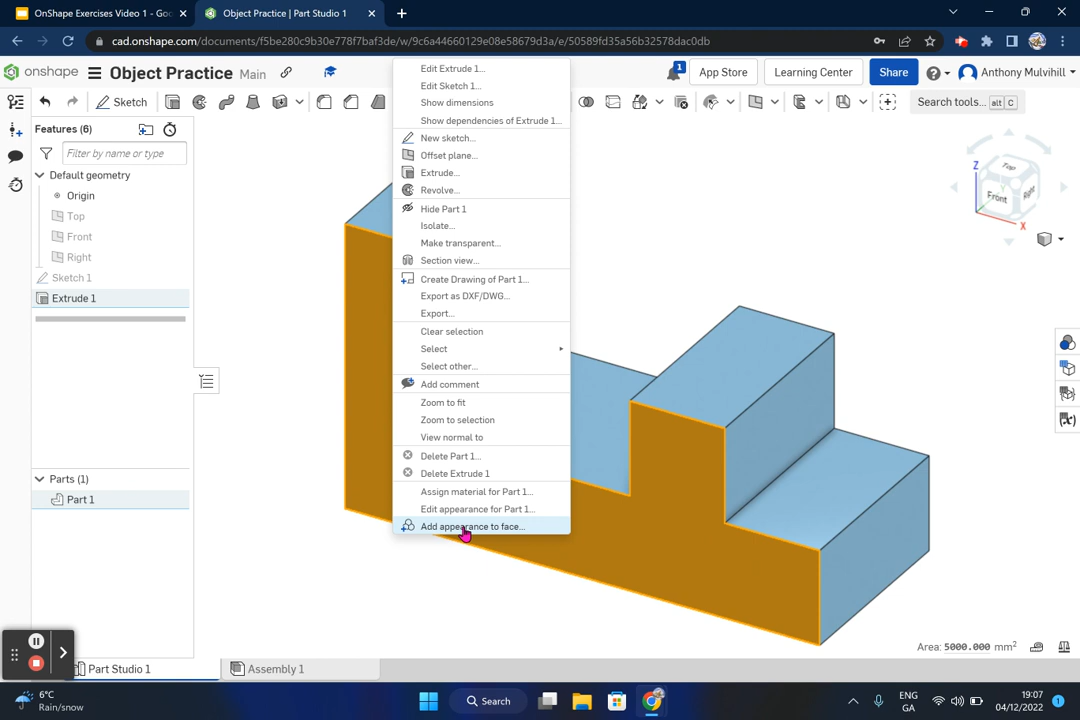 OnShape Exercises Video 1 - Goo
Object Practice | Part Studio 1
cad.onshape.com/documents/f5be280c9b30e778f7baf3de/w/9c6a44660129e08e58679d3a/e/50589fd35a56b32578dac0db
onshape
Object Practice Main
1
App Store
Learning Center
Share
Anthony Mulvihill
Sketch
Search tools... alt C
Features (6)
Filter by name or type
Default geometry
Origin
Top
Front
Right
Sketch 1
Extrude 1
Parts (1)
Part 1
Edit Extrude 1...
Edit Sketch 1...
Show dimensions
Show dependencies of Extrude 1...
New sketch...
Offset plane...
Extrude...
Revolve...
Hide Part 1
Isolate...
Make transparent...
Section view...
Create Drawing of Part 1...
Export as DXF/DWG...
Export...
Clear selection
Select
Select other...
Add comment
Zoom to fit
Zoom to selection
View normal to
Delete Part 1...
Delete Extrude 1
Assign material for Part 1...
Edit appearance for Part 1...
Add appearance to face...
Z
Top
Front
Right
X
(x)
Area: 5000.000 mm²
Part Studio 1
Assembly 1
6°C
Rain/snow
Search
ENG
GA
19:07
04/12/2022
1